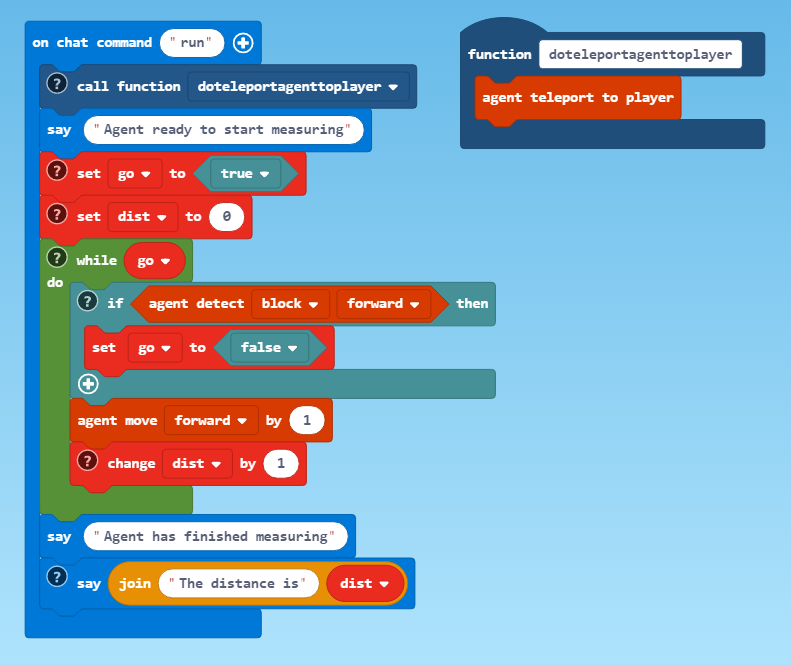 on chat command "run"
? call function doteleportagenttoplayer
say "Agent ready to start measuring"
? set go to true
? set dist to 0
? while go
do
? if agent detect block forward then
set go to false
agent move forward by 1
? change dist by 1
say "Agent has finished measuring"
? say join "The distance is" dist
function doteleportagenttoplayer
agent teleport to player